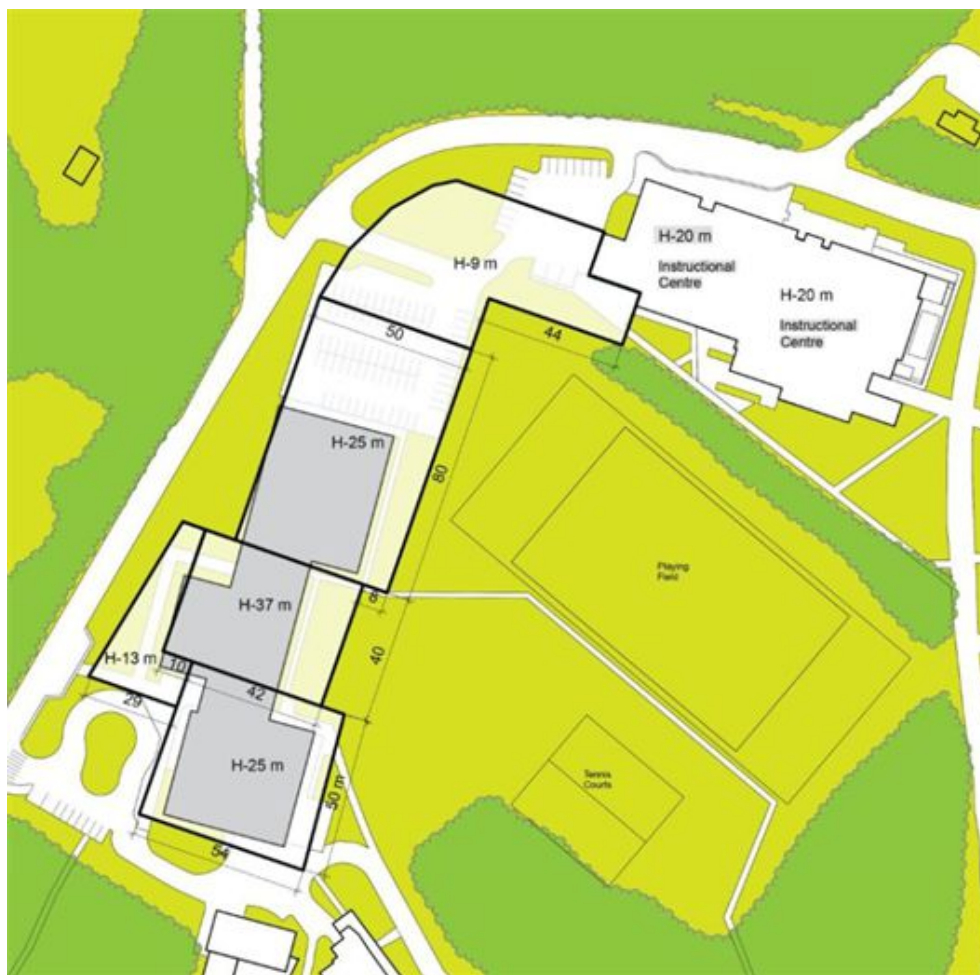 H-20 m
Instructional
Centre
H-9 m
H-20 m
Instructional
Centre
44
50
H-25 m
80
Playing
Field
8
H-37 m
40
H-13 m
10
42
29
H-25 m
Tennis
Courts
50 m
54